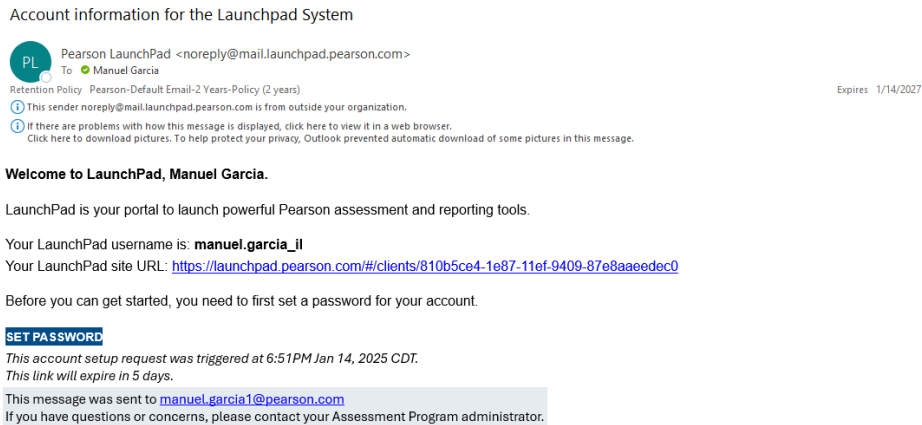 Account information for the Launchpad System
PL
Pearson LaunchPad <noreply@mail.launchpad.pearson.com>
To Manuel Garcia
Retention Policy Pearson-Default Email-2 Years-Policy (2 years) Expires 1/14/2027
This sender noreply@mail.launchpad.pearson.com is from outside your organization.
If there are problems with how this message is displayed, click here to view it in a web browser.
Click here to download pictures. To help protect your privacy, Outlook prevented automatic download of some pictures in this message.
Welcome to LaunchPad, Manuel Garcia.
LaunchPad is your portal to launch powerful Pearson assessment and reporting tools.
Your LaunchPad username is: manuel.garcia_il
Your LaunchPad site URL: https://launchpad.pearson.com/#/clients/810b5ce4-1e87-11ef-9409-87e8aaeedec0
Before you can get started, you need to first set a password for your account.
SET PASSWORD
This account setup request was triggered at 6:51PM Jan 14, 2025 CDT.
This link will expire in 5 days.
This message was sent to manuel.garcia1@pearson.com
If you have questions or concerns, please contact your Assessment Program administrator.